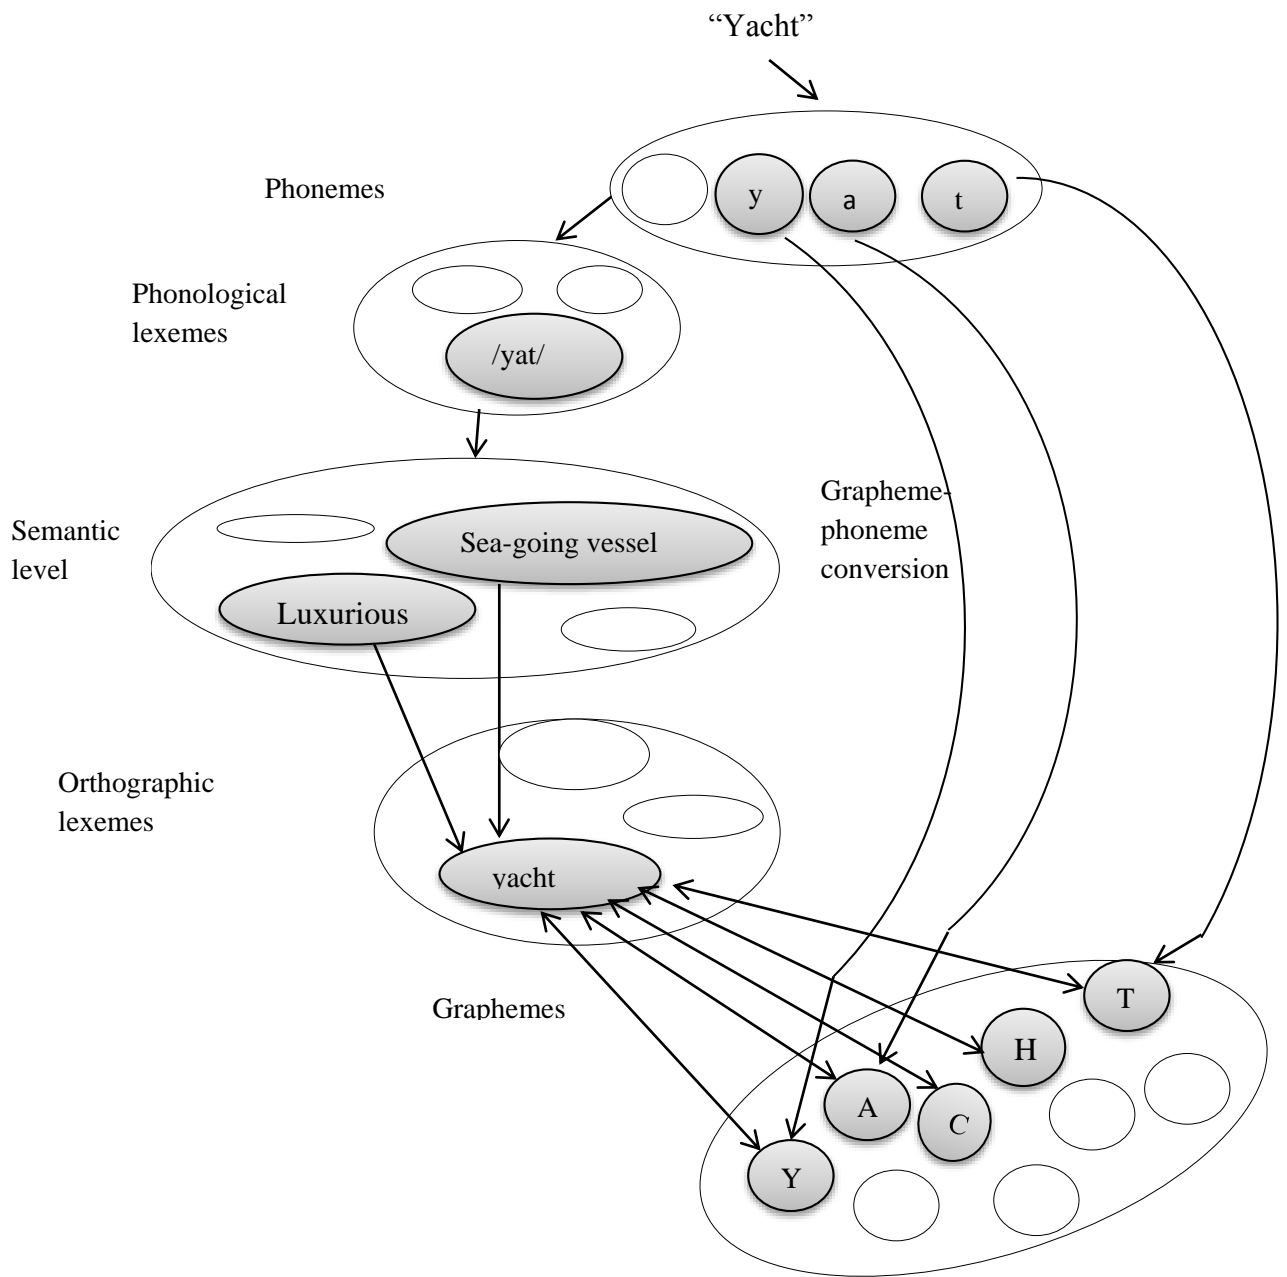 “Yacht”
Phonemes
y
a
t
Phonological
lexemes
/yat/
Semantic
level
Sea-going vessel
Luxurious
Grapheme-
phoneme
conversion
Orthographic
lexemes
yacht
Graphemes
T
H
A
C
Y